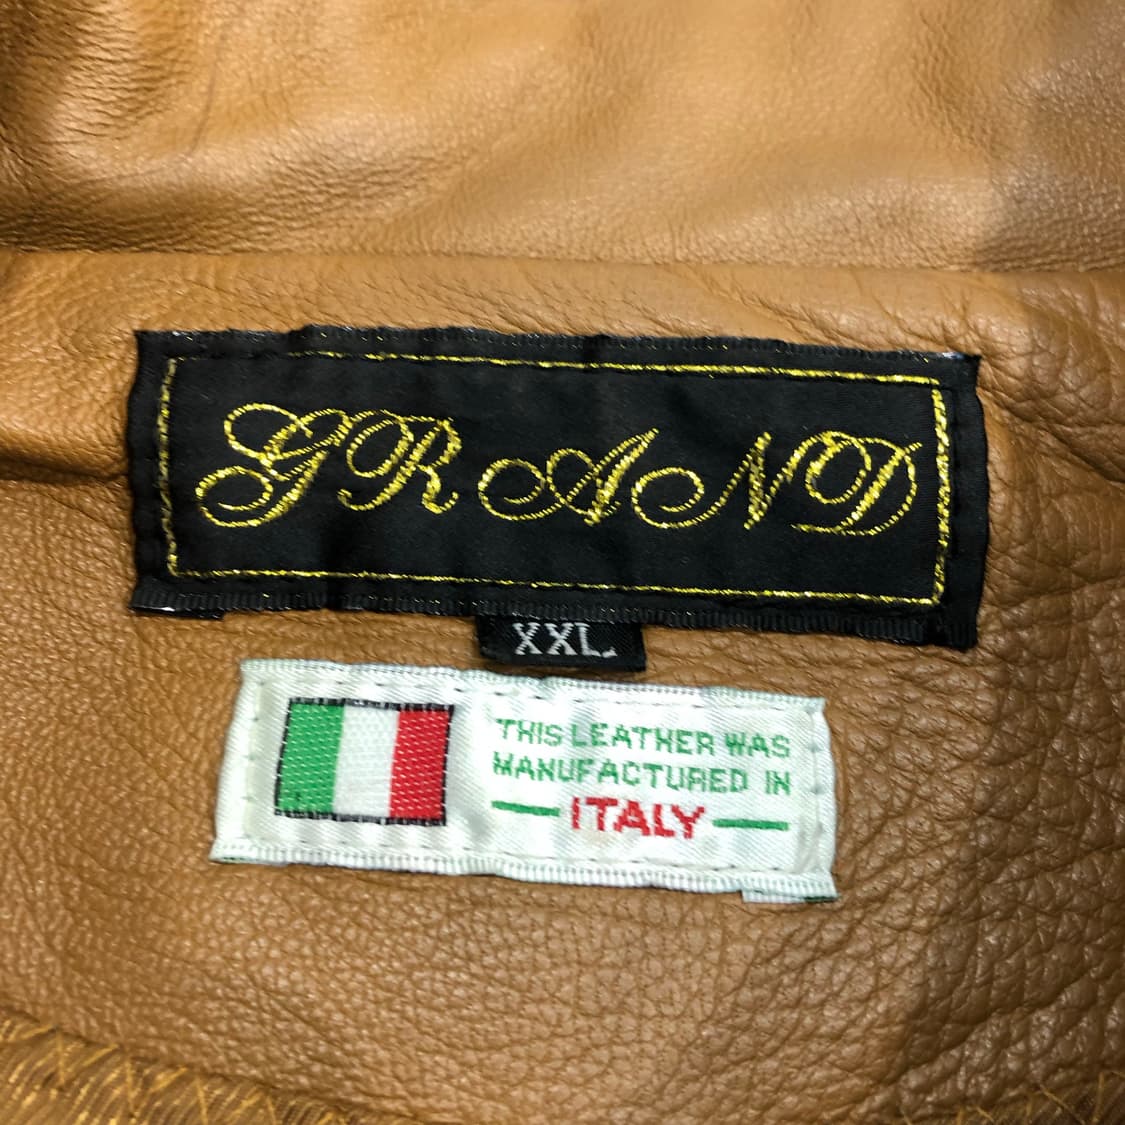 GRAND
XXL
THIS LEATHER WAS
MANUFACTURED IN
ITALY